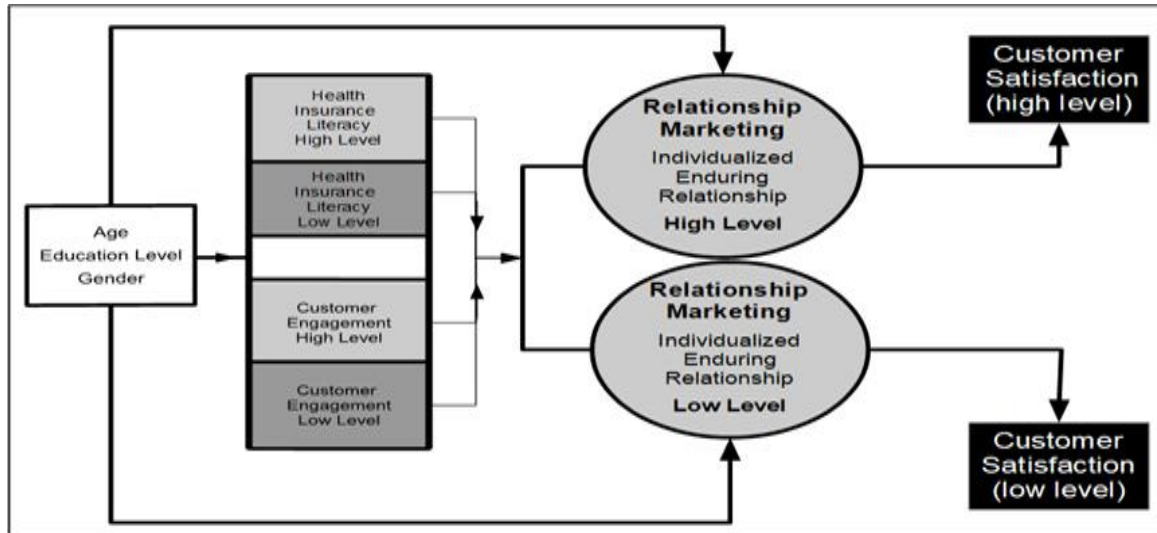 Age
Education Level
Gender
Health
Insurance
Literacy
High Level
Health
Insurance
Literacy
Low Level
Customer
Engagement
High Level
Customer
Engagement
Low Level
Relationship
Marketing
Individualized
Enduring
Relationship
High Level
Relationship
Marketing
Individualized
Enduring
Relationship
Low Level
Customer
Satisfaction
(high level)
Customer
Satisfaction
(low level)